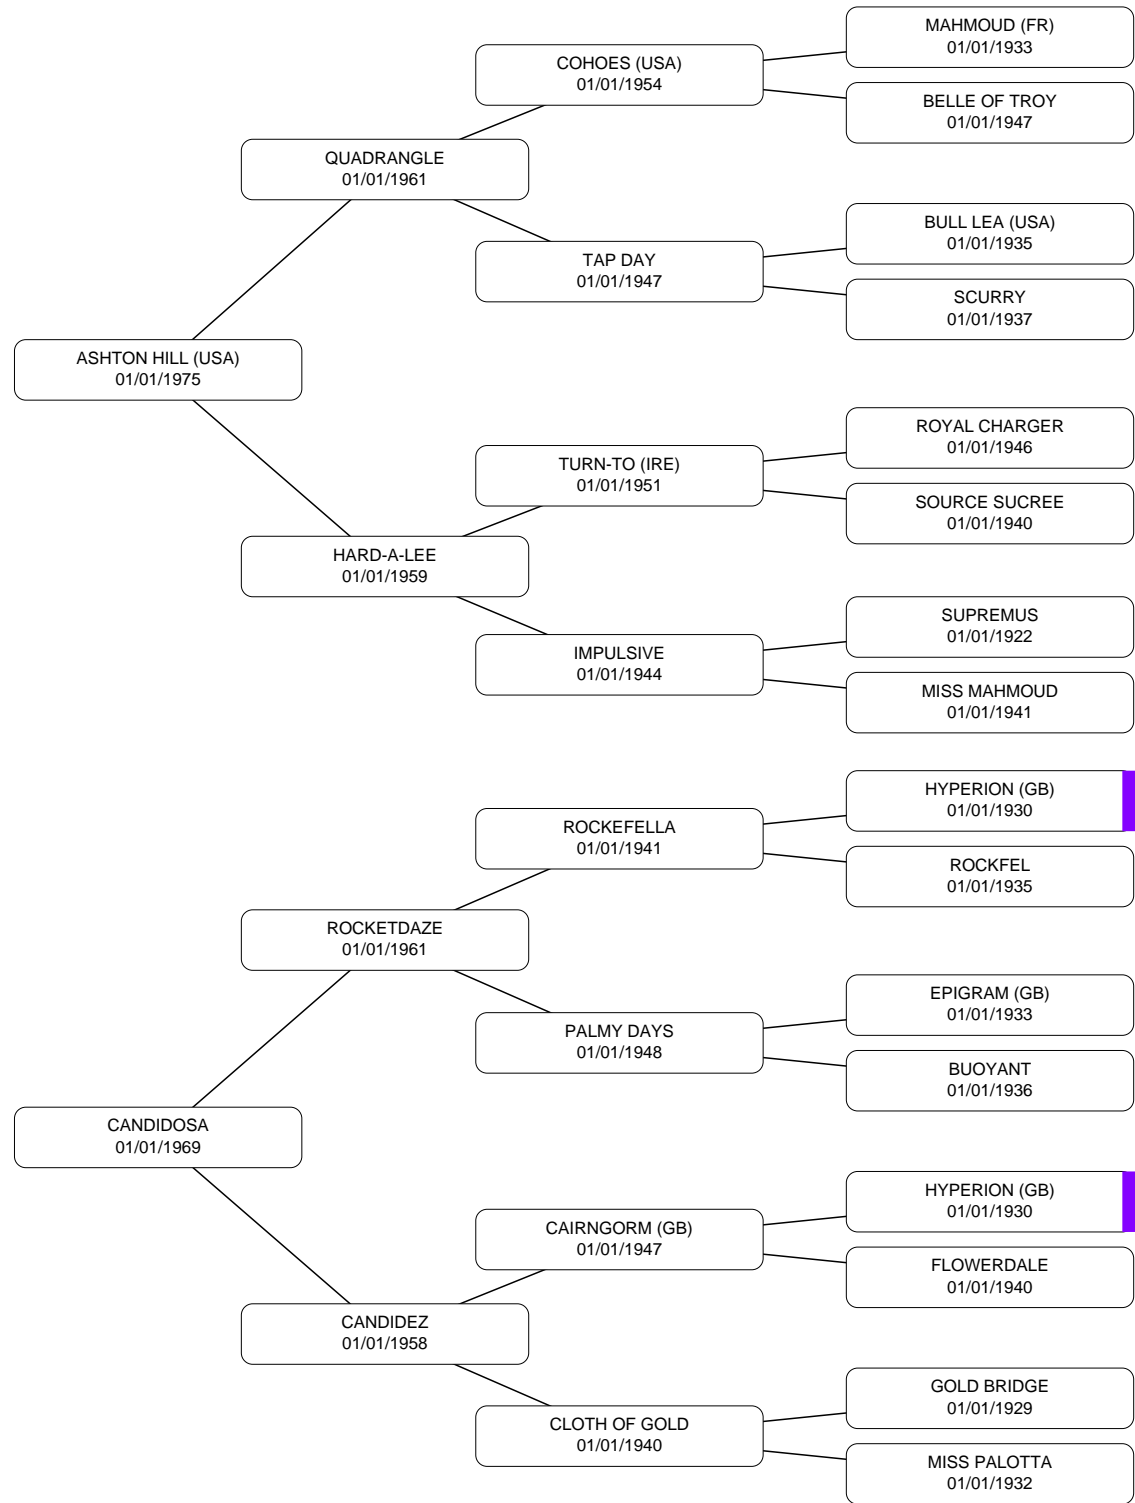 MAHMOUD (FR)
01/01/1933
COHOES (USA)
01/01/1954
BELLE OF TROY
01/01/1947
QUADRANGLE
01/01/1961
BULL LEA (USA)
01/01/1935
TAP DAY
01/01/1947
SCURRY
01/01/1937
ASHTON HILL (USA)
01/01/1975
ROYAL CHARGER
01/01/1946
TURN-TO (IRE)
01/01/1951
SOURCE SUCREE
01/01/1940
HARD-A-LEE
01/01/1959
SUPREMUS
01/01/1922
IMPULSIVE
01/01/1944
MISS MAHMOUD
01/01/1941
HYPERION (GB)
01/01/1930
ROCKEFELLA
01/01/1941
ROCKFEL
01/01/1935
ROCKETDAZE
01/01/1961
EPIGRAM (GB)
01/01/1933
PALMY DAYS
01/01/1948
BUOYANT
01/01/1936
CANDIDOSA
01/01/1969
HYPERION (GB)
01/01/1930
CAIRNGORM (GB)
01/01/1947
FLOWERDALE
01/01/1940
CANDIDEZ
01/01/1958
GOLD BRIDGE
01/01/1929
CLOTH OF GOLD
01/01/1940
MISS PALOTTA
01/01/1932